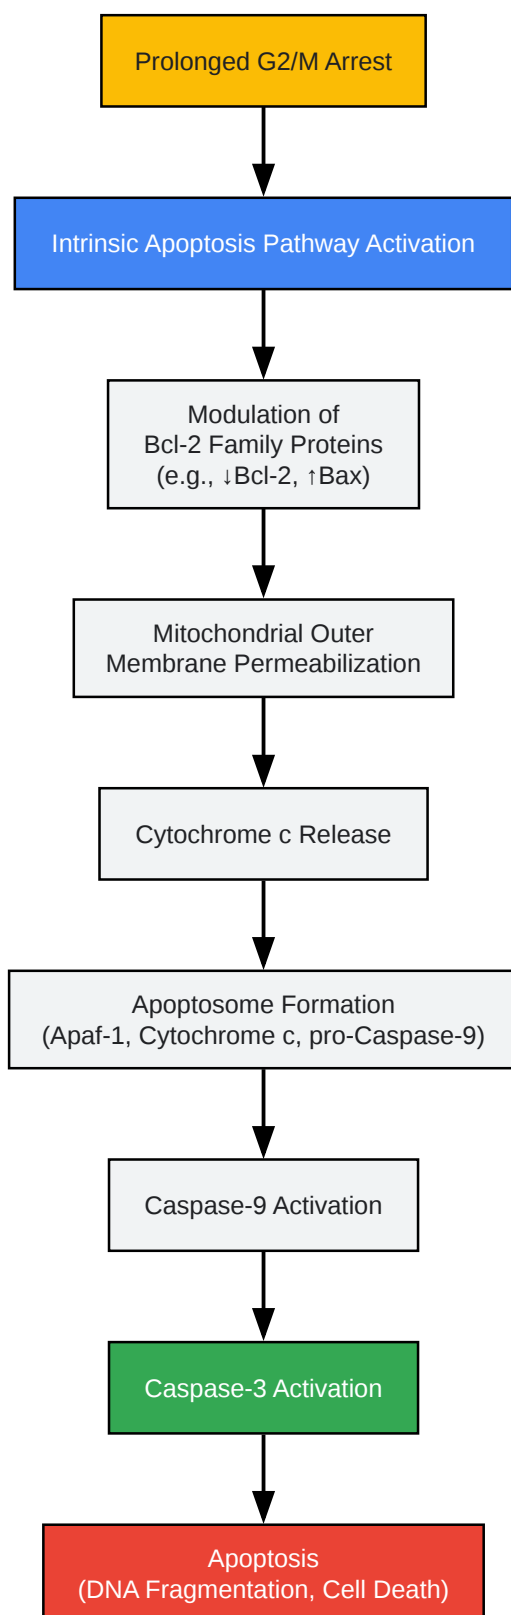 Prolonged G2/M Arrest
Intrinsic Apoptosis Pathway Activation
Modulation of
Bcl-2 Family Proteins
(e.g., ↓Bcl-2, ↑Bax)
Mitochondrial Outer
Membrane Permeabilization
Cytochrome c Release
Apoptosome Formation
(Apaf-1, Cytochrome c, pro-Caspase-9)
Caspase-9 Activation
Caspase-3 Activation
Apoptosis
(DNA Fragmentation, Cell Death)